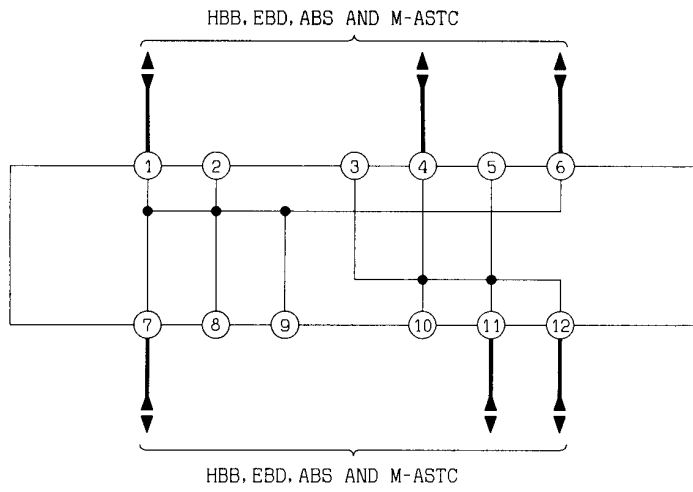 HBB, EBD, ABS AND M-ASTC
1 2 3 4 5 6
7 8 9 10 11 12
HBB, EBD, ABS AND M-ASTC